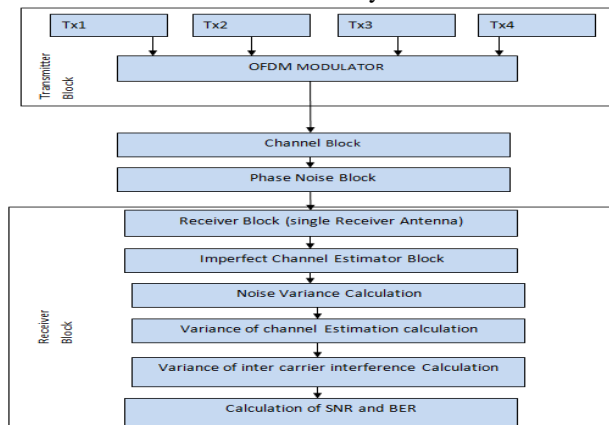 Tx1
Tx2
Tx3
Tx4
OFDM MODULATOR
Transmitter
Block
Channel Block
Phase Noise Block
Receiver Block (single Receiver Antenna)
Imperfect Channel Estimator Block
Noise Variance Calculation
Variance of channel Estimation calculation
Variance of inter carrier interference Calculation
Calculation of SNR and BER
Receiver
Block